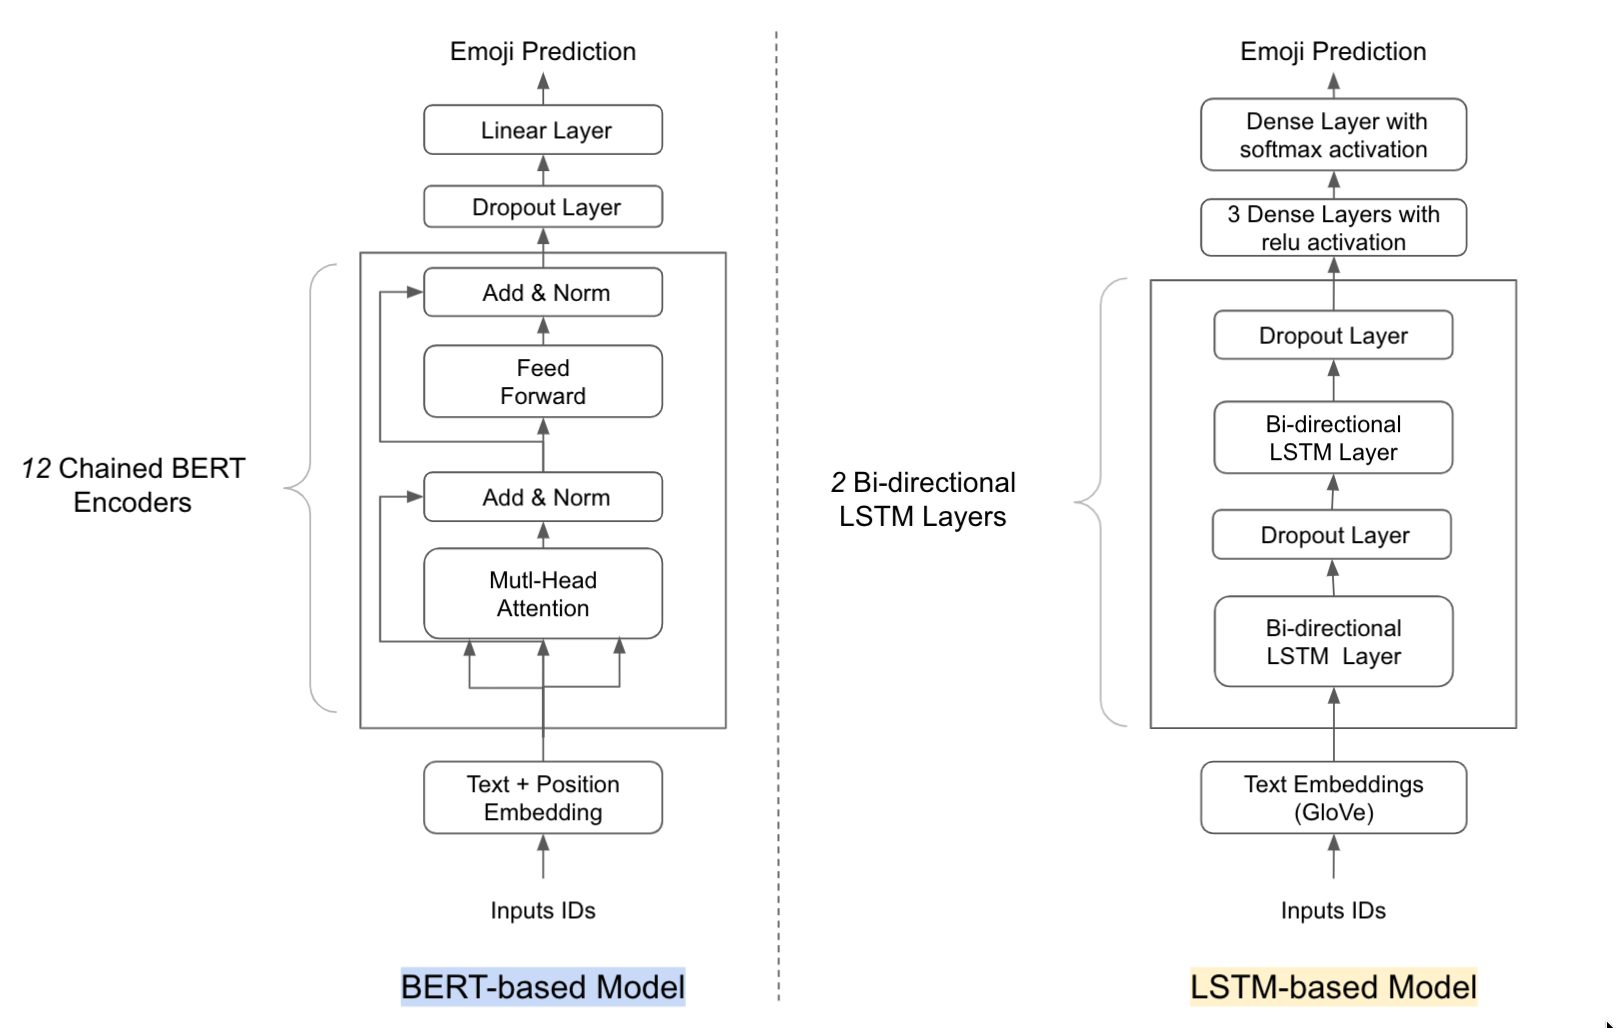 Emoji Prediction
Linear Layer
Dropout Layer
Add & Norm
Feed
Forward
12 Chained BERT
Encoders
Add & Norm
Mutl-Head
Attention
Text + Position
Embedding
Inputs IDs
BERT-based Model
Emoji Prediction
Dense Layer with
softmax activation
3 Dense Layers with
relu activation
Dropout Layer
Bi-directional
LSTM Layer
2 Bi-directional
LSTM Layers
Dropout Layer
Bi-directional
LSTM Layer
Text Embeddings
(GloVe)
Inputs IDs
LSTM-based Model